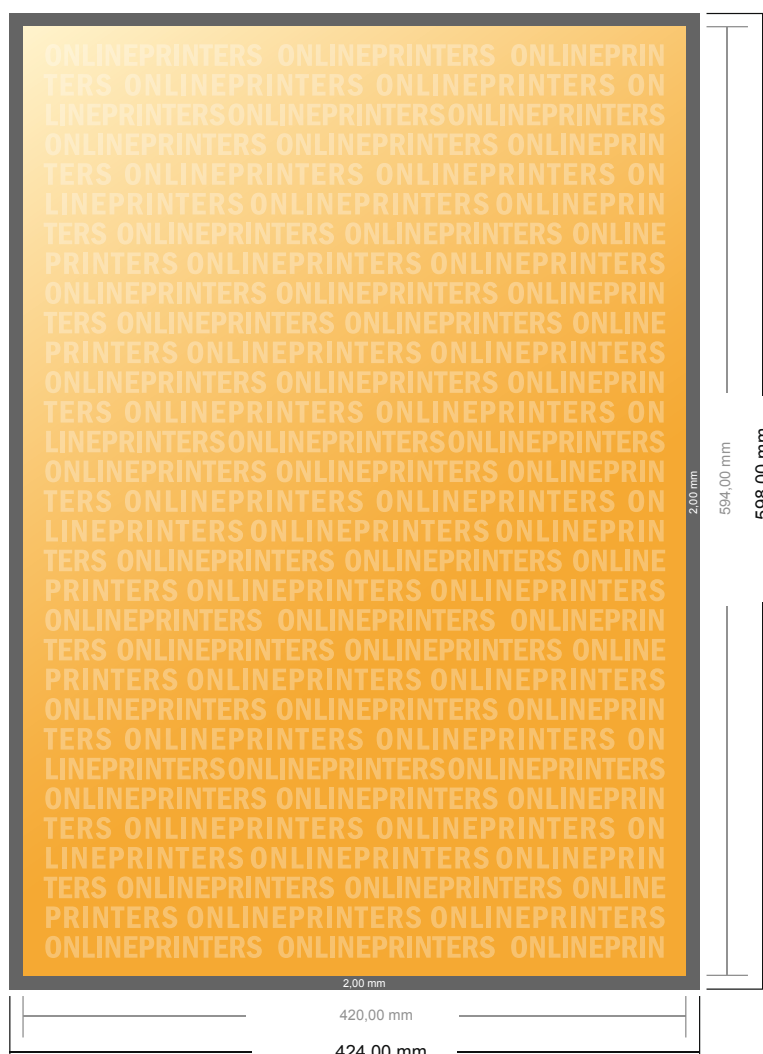 ONLINEPRINTERS ONLINEPRINTERS ONLINEPRIN
TERS ONLINEPRINTERS ONLINEPRINTERS ON
LINEPRINTERSONLINEPRINTERSONLINEPRINTERS
ONLINEPRINTERS ONLINEPRINTERS ONLINEPRIN
TERS ONLINEPRINTERS ONLINEPRINTERS ON
LINEPRINTERS ONLINEPRINTERS ONLINEPRIN
TERS ONLINEPRINTERS ONLINEPRINTERS ONLINE
PRINTERS ONLINEPRINTERS ONLINEPRINTERS
ONLINEPRINTERS ONLINEPRINTERS ONLINEPRIN
TERS ONLINEPRINTERS ONLINEPRINTERS ONLINE
PRINTERS ONLINEPRINTERS ONLINEPRINTERS
ONLINEPRINTERS ONLINEPRINTERS ONLINEPRIN
TERS ONLINEPRINTERS ONLINEPRINTERS ON
LINEPRINTERSONLINEPRINTERSONLINEPRINTERS
ONLINEPRINTERS ONLINEPRINTERS ONLINEPRIN
TERS ONLINEPRINTERS ONLINEPRINTERS ON
LINEPRINTERS ONLINEPRINTERS ONLINEPRIN
TERS ONLINEPRINTERS ONLINEPRINTERS ONLINE
PRINTERS ONLINEPRINTERS ONLINEPRINTERS
ONLINEPRINTERS ONLINEPRINTERS ONLINEPRIN
TERS ONLINEPRINTERS ONLINEPRINTERS ONLINE
PRINTERS ONLINEPRINTERS ONLINEPRINTERS
ONLINEPRINTERS ONLINEPRINTERS ONLINEPRIN
TERS ONLINEPRINTERS ONLINEPRINTERS ON
LINEPRINTERSONLINEPRINTERSONLINEPRINTERS
ONLINEPRINTERS ONLINEPRINTERS ONLINEPRIN
TERS ONLINEPRINTERS ONLINEPRINTERS ON
LINEPRINTERS ONLINEPRINTERS ONLINEPRIN
TERS ONLINEPRINTERS ONLINEPRINTERS ONLINE
PRINTERS ONLINEPRINTERS ONLINEPRINTERS
ONLINEPRINTERS ONLINEPRINTERS ONLINEPRIN
2,00 mm
594,00 mm
598,00 mm
2,00 mm
420,00 mm
424,00 mm